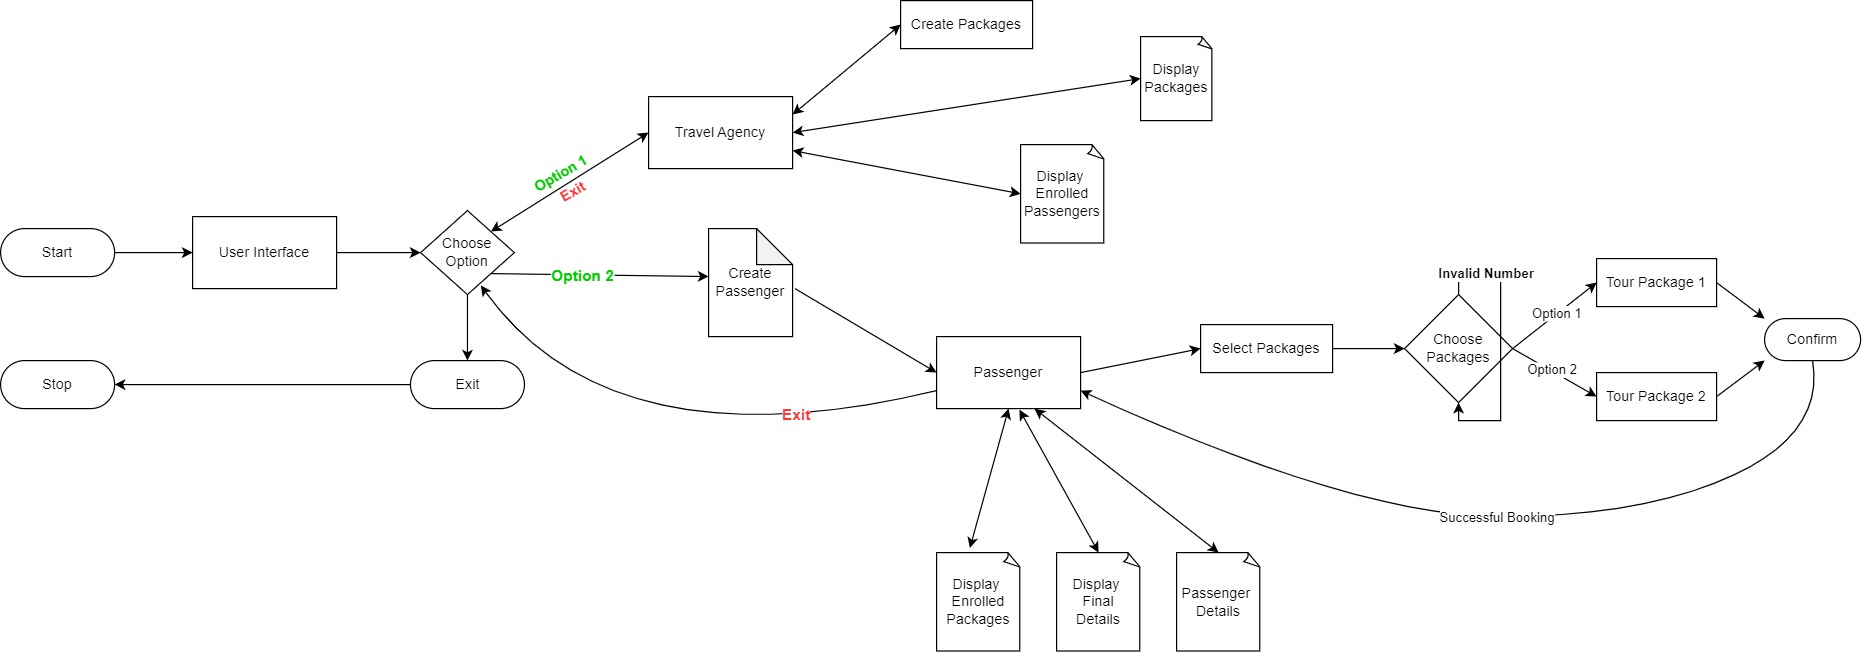 Create Packages
Display
Packages
Travel Agency
Option 1
Exit
Display
Enrolled
Passengers
Start
User Interface
Choose
Option
Option 2
Create
Passenger
Invalid Number
Tour Package 1
Option 1
Select Packages
Choose
Packages
Confirm
Passenger
Option 2
Tour Package 2
Stop
Exit
Exit
Successful Booking
Display
Enrolled
Packages
Display
Final
Details
Passenger
Details